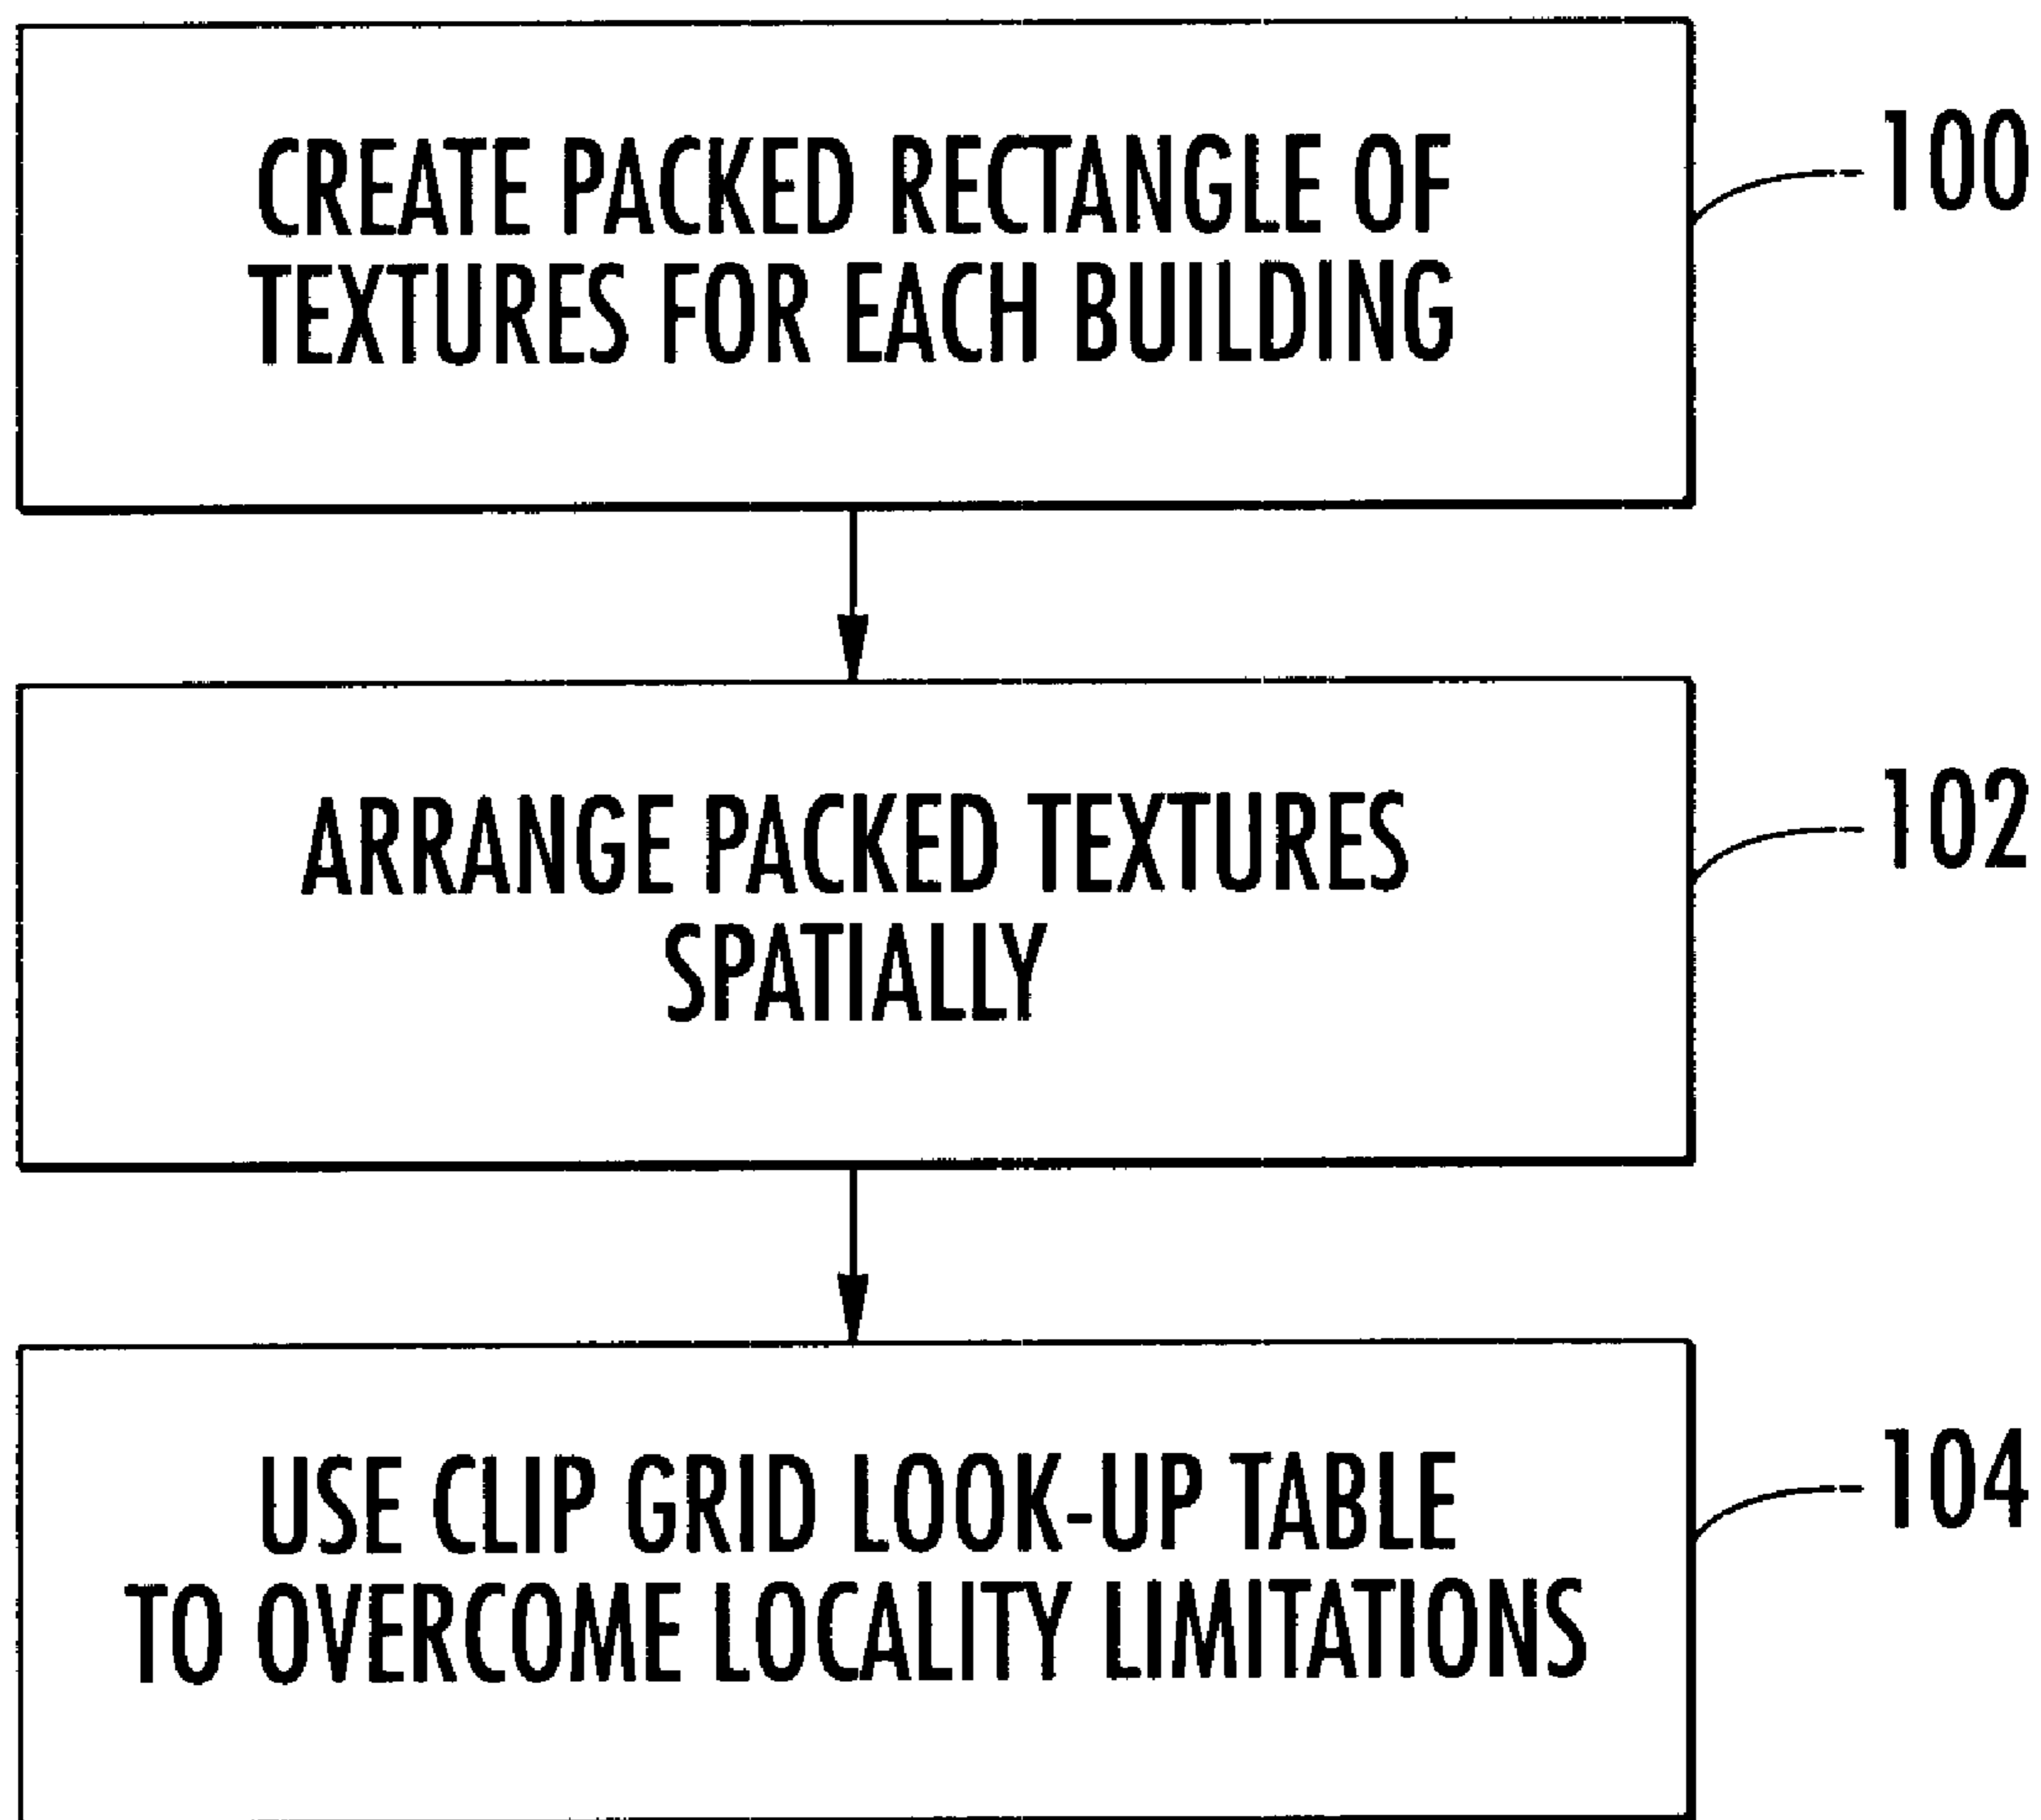 CREATE PACKED RECTANGLE OF
TEXTURES FOR EACH BUILDING
100
ARRANGE PACKED TEXTURES
SPATIALLY
102
USE CLIP GRID LOOK-UP TABLE
TO OVERCOME LOCALITY LIMITATIONS
104